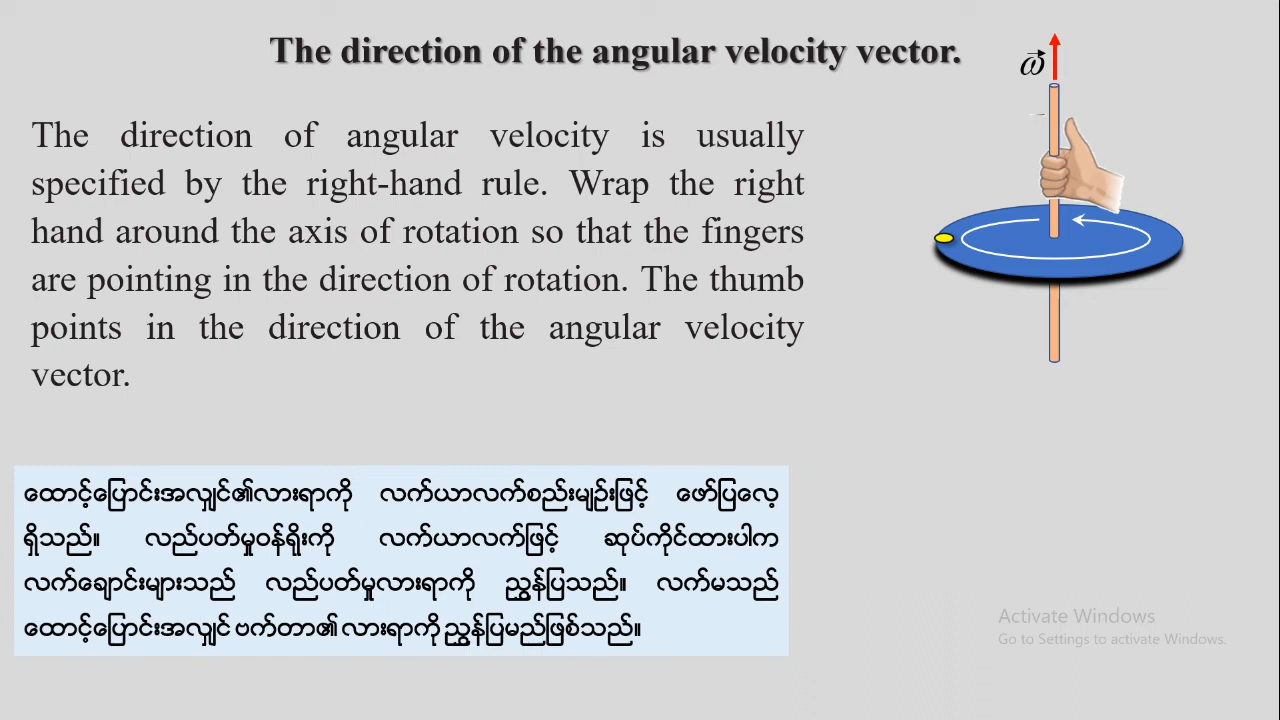 The direction of the angular velocity vector.
ω⃗
The direction of angular velocity is usually
specified by the right-hand rule. Wrap the right
hand around the axis of rotation so that the fingers
are pointing in the direction of rotation. The thumb
points in the direction of the angular velocity
vector.
ထောင့်ပြောင်းအလျှင်၏လားရာကို လက်ယာလက်စည်းမျဉ်းဖြင့် ဖော်ပြလေ့
ရှိသည်။ လည်ပတ်မှုဝန်ရိုးကို လက်ယာလက်ဖြင့် ဆုပ်ကိုင်ထားပါက
လက်ချောင်းများသည် လည်ပတ်မှုလားရာကို ညွှန်ပြသည်။ လက်မသည်
ထောင့်ပြောင်းအလျှင် ဗက်တာ၏ လားရာကို ညွှန်ပြမည်ဖြစ်သည်။
Activate Windows
Go to Settings to activate Windows.